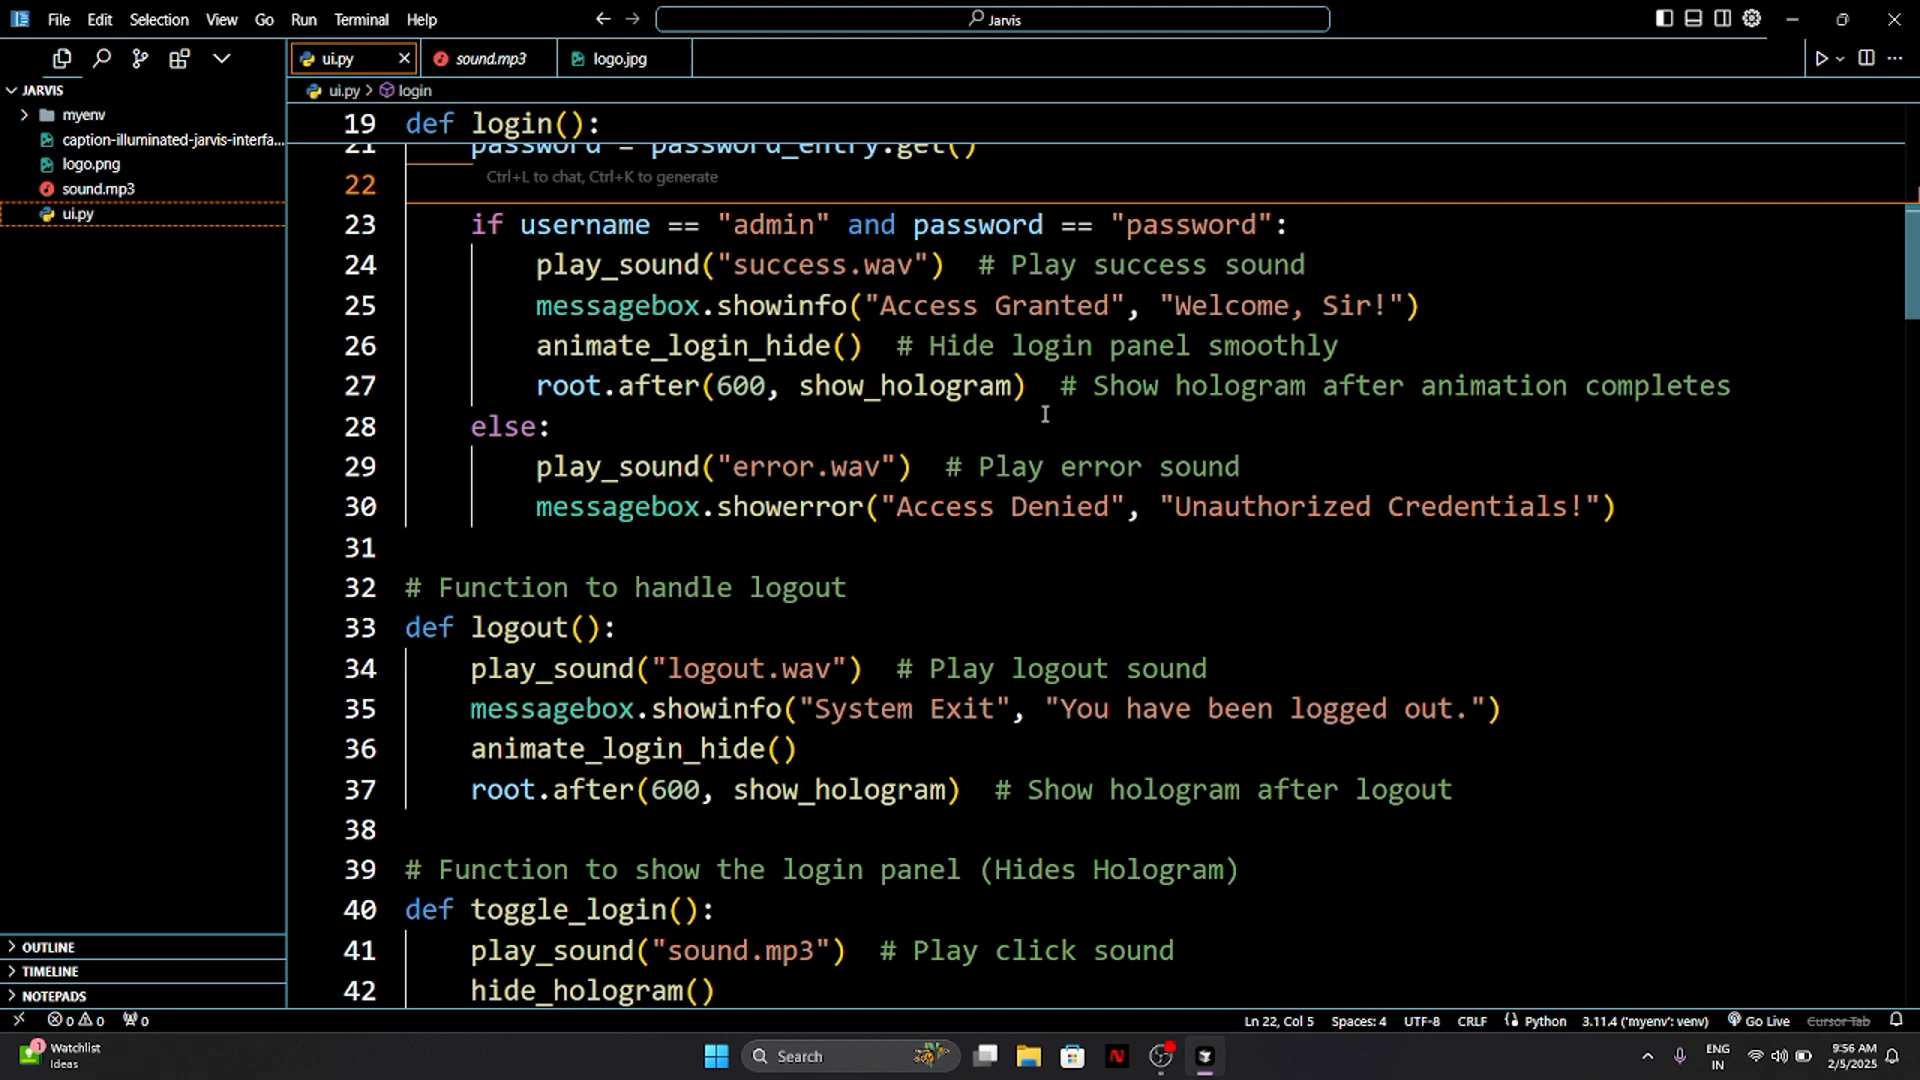 File Edit Selection View Go Run Terminal Help
Jarvis
ui.py
sound.mp3
logo.jpg
JARVIS
myenv
caption-illuminated-jarvis-interfa...
logo.png
sound.mp3
ui.py
ui.py > login
19 def login():
21 password = password_entry.get()
Ctrl+L to chat, Ctrl+K to generate
22
23 if username == "admin" and password == "password":
24 play_sound("success.wav") # Play success sound
25 messagebox.showinfo("Access Granted", "Welcome, Sir!")
26 animate_login_hide() # Hide login panel smoothly
27 root.after(600, show_hologram) # Show hologram after animation completes
28 else:
29 play_sound("error.wav") # Play error sound
30 messagebox.showerror("Access Denied", "Unauthorized Credentials!")
31
32 # Function to handle logout
33 def logout():
34 play_sound("logout.wav") # Play logout sound
35 messagebox.showinfo("System Exit", "You have been logged out.")
36 animate_login_hide()
37 root.after(600, show_hologram) # Show hologram after logout
38
39 # Function to show the login panel (Hides Hologram)
40 def toggle_login():
41 play_sound("sound.mp3") # Play click sound
42 hide_hologram()
OUTLINE
TIMELINE
NOTEPADS
0 0 0
Ln 22, Col 5 Spaces: 4 UTF-8 CRLF Python 3.11.4 ('myenv': venv) Go Live Cursor Tab
1
Watchlist
Ideas
Search
N
ENG
IN
9:56 AM
2/5/2025